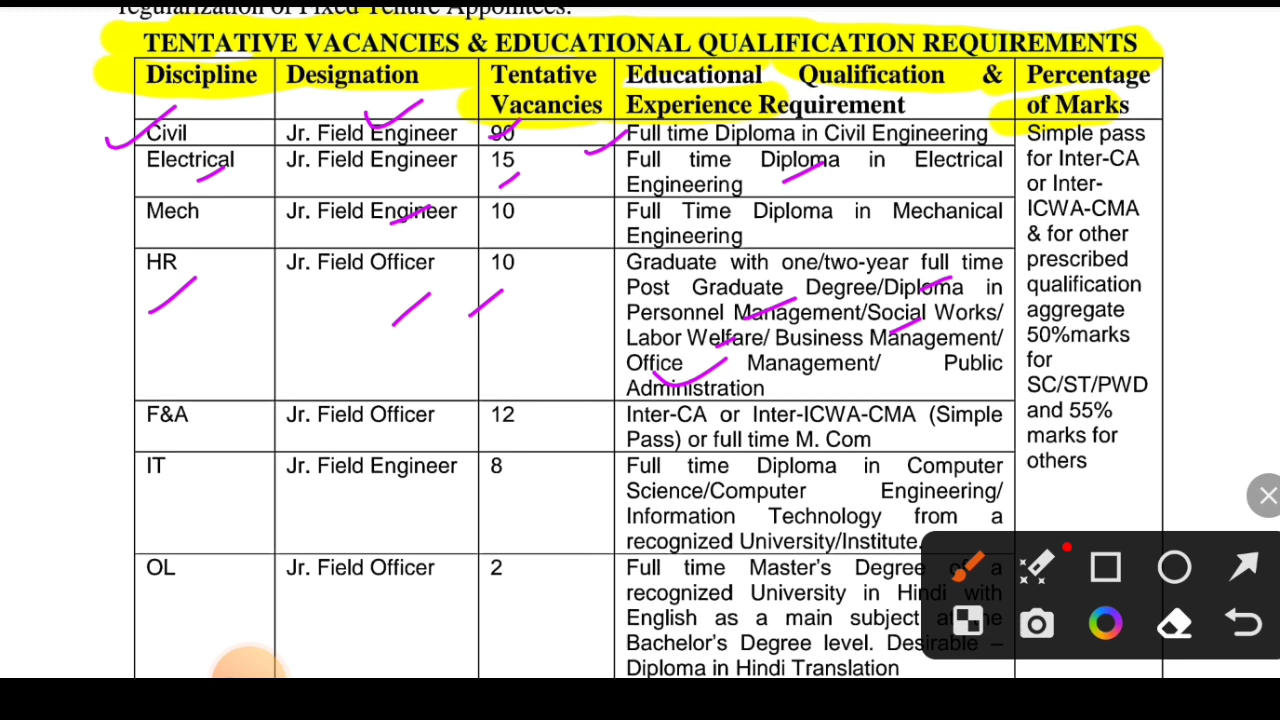 regularization of Fixed Tenure Appointees.
TENTATIVE VACANCIES & EDUCATIONAL QUALIFICATION REQUIREMENTS
Discipline Designation Tentative Vacancies Educational Qualification & Experience Requirement Percentage of Marks
Civil Jr. Field Engineer 90 Full time Diploma in Civil Engineering
Electrical Jr. Field Engineer 15 Full time Diploma in Electrical
Engineering
Mech Jr. Field Engineer 10 Full Time Diploma in Mechanical
Engineering
HR Jr. Field Officer 10 Graduate with one/two-year full time
Post Graduate Degree/Diploma in
Personnel Management/Social Works/
Labor Welfare/ Business Management/
Office Management/ Public
Administration
F&A Jr. Field Officer 12 Inter-CA or Inter-ICWA-CMA (Simple
Pass) or full time M. Com
IT Jr. Field Engineer 8 Full time Diploma in Computer
Science/Computer Engineering/
Information Technology from a
recognized University/Institute.
OL Jr. Field Officer 2 Full time Master's Degree of a
recognized University in Hindi with
English as a main subject at the
Bachelor's Degree level. Desirable –
Diploma in Hindi Translation
Simple pass
for Inter-CA
or Inter-
ICWA-CMA
& for other
prescribed
qualification
aggregate
50%marks
for
SC/ST/PWD
and 55%
marks for
others